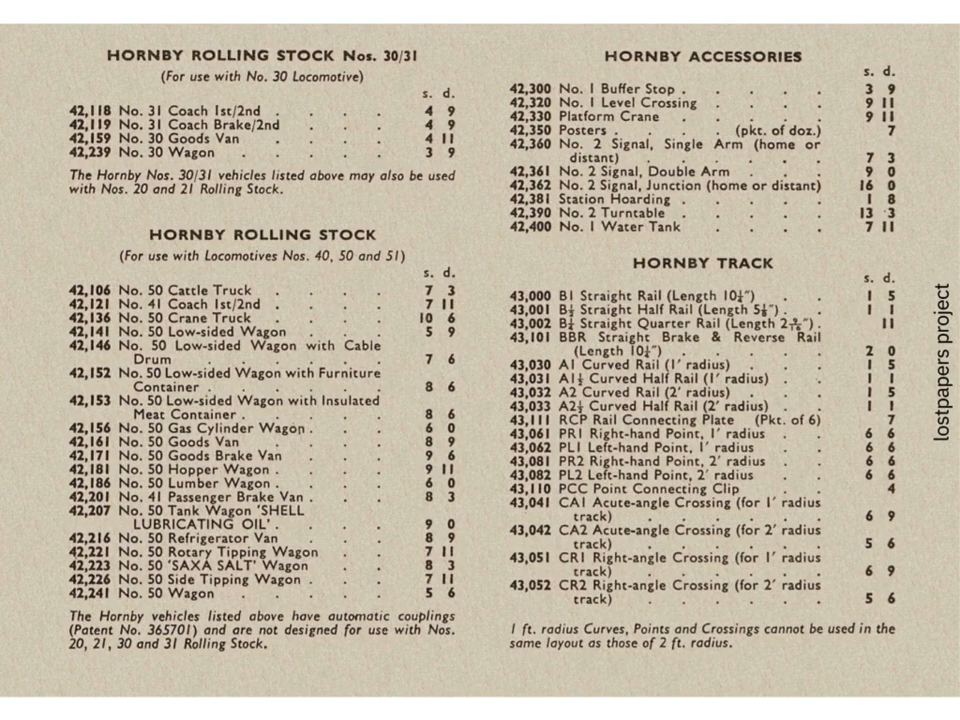 HORNBY ROLLING STOCK Nos. 30/31
(For use with No. 30 Locomotive)
s. d.
42,118 No. 31 Coach 1st/2nd . . . . 4 9
42,119 No. 31 Coach Brake/2nd . . . 4 9
42,159 No. 30 Goods Van . . . . 4 11
42,239 No. 30 Wagon . . . . . 3 9
The Hornby Nos. 30/31 vehicles listed above may also be used
with Nos. 20 and 21 Rolling Stock.
HORNBY ROLLING STOCK
(For use with Locomotives Nos. 40, 50 and 51)
s. d.
42,106 No. 50 Cattle Truck . . . . 7 3
42,121 No. 41 Coach 1st/2nd . . . . 7 11
42,136 No. 50 Crane Truck . . . . 10 6
42,141 No. 50 Low-sided Wagon . . . 5 9
42,146 No. 50 Low-sided Wagon with Cable
Drum . . . . . . 7 6
42,152 No. 50 Low-sided Wagon with Furniture
Container . . . . . . 8 6
42,153 No. 50 Low-sided Wagon with Insulated
Meat Container . . . . . 8 6
42,156 No. 50 Gas Cylinder Wagon . . . 6 0
42,161 No. 50 Goods Van . . . . 8 9
42,171 No. 50 Goods Brake Van . . . 9 6
42,181 No. 50 Hopper Wagon . . . . 9 11
42,186 No. 50 Lumber Wagon . . . . 6 0
42,201 No. 41 Passenger Brake Van . . . 8 3
42,207 No. 50 Tank Wagon 'SHELL
LUBRICATING OIL' . . . . 9 0
42,216 No. 50 Refrigerator Van . . . 8 9
42,221 No. 50 Rotary Tipping Wagon . . 7 11
42,223 No. 50 'SAXA SALT' Wagon . . 8 3
42,226 No. 50 Side Tipping Wagon . . . 7 11
42,241 No. 50 Wagon . . . . . 5 6
The Hornby vehicles listed above have automatic couplings
(Patent No. 365701) and are not designed for use with Nos.
20, 21, 30 and 31 Rolling Stock.
HORNBY ACCESSORIES
s. d.
42,300 No. 1 Buffer Stop . . . . . 3 9
42,320 No. 1 Level Crossing . . . . 9 11
42,330 Platform Crane . . . . . 9 11
42,350 Posters . . . . (pkt. of doz.) 7
42,360 No. 2 Signal, Single Arm (home or
distant) . . . . . . 7 3
42,361 No. 2 Signal, Double Arm . . . 9 0
42,362 No. 2 Signal, Junction (home or distant) 16 0
42,381 Station Hoarding . . . . . 1 8
42,390 No. 2 Turntable . . . . . 13 3
42,400 No. 1 Water Tank . . . . 7 11
HORNBY TRACK
s. d.
43,000 B1 Straight Rail (Length 10¼″) . . 1 5
43,001 B½ Straight Half Rail (Length 5⅛″) . . 1 1
43,002 B¼ Straight Quarter Rail (Length 2 9/16″) . 11
43,101 BBR Straight Brake & Reverse Rail
(Length 10¼″) . . . . . 2 0
43,030 A1 Curved Rail (1′ radius) . . . 1 5
43,031 A1½ Curved Half Rail (1′ radius) . . 1 1
43,032 A2 Curved Rail (2′ radius) . . . 1 5
43,033 A2½ Curved Half Rail (2′ radius) . . 1 1
43,111 RCP Rail Connecting Plate (Pkt. of 6) 7
43,061 PR1 Right-hand Point, 1′ radius . . 6 6
43,062 PL1 Left-hand Point, 1′ radius . . 6 6
43,081 PR2 Right-hand Point, 2′ radius . . 6 6
43,082 PL2 Left-hand Point, 2′ radius . . 6 6
43,110 PCC Point Connecting Clip . . . 4
43,041 CA1 Acute-angle Crossing (for 1′ radius
track) . . . . . . 6 9
43,042 CA2 Acute-angle Crossing (for 2′ radius
track) . . . . . . 5 6
43,051 CR1 Right-angle Crossing (for 1′ radius
track) . . . . . . 6 9
43,052 CR2 Right-angle Crossing (for 2′ radius
track) . . . . . . 5 6
1 ft. radius Curves, Points and Crossings cannot be used in the
same layout as those of 2 ft. radius.
lostpapers project